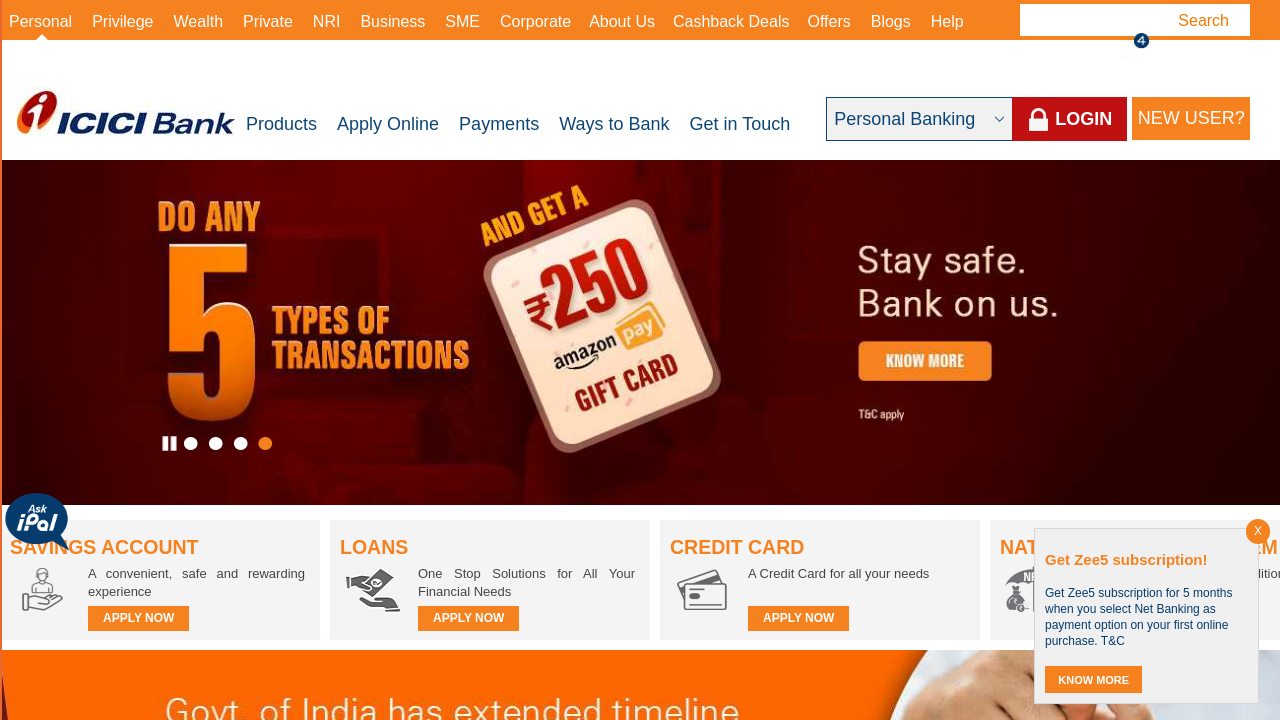 Personal Privilege Wealth Private NRI Business SME Corporate About Us Cashback Deals Offers Blogs Help Search
4
ICICI Bank Products Apply Online Payments Ways to Bank Get in Touch Personal Banking LOGIN NEW USER?
DO ANY
5
TYPES OF
TRANSACTIONS
AND GET A
₹250
amazon pay
GIFT CARD
Stay safe.
Bank on us.
KNOW MORE
T&C apply
Ask
iPal
SAVINGS ACCOUNT
A convenient, safe and rewarding
experience
APPLY NOW
LOANS
One Stop Solutions for All Your
Financial Needs
APPLY NOW
CREDIT CARD
A Credit Card for all your needs
APPLY NOW
X
Get Zee5 subscription!
Get Zee5 subscription for 5 months
when you select Net Banking as
payment option on your first online
purchase. T&C
KNOW MORE
Govt. of India has extended timeline